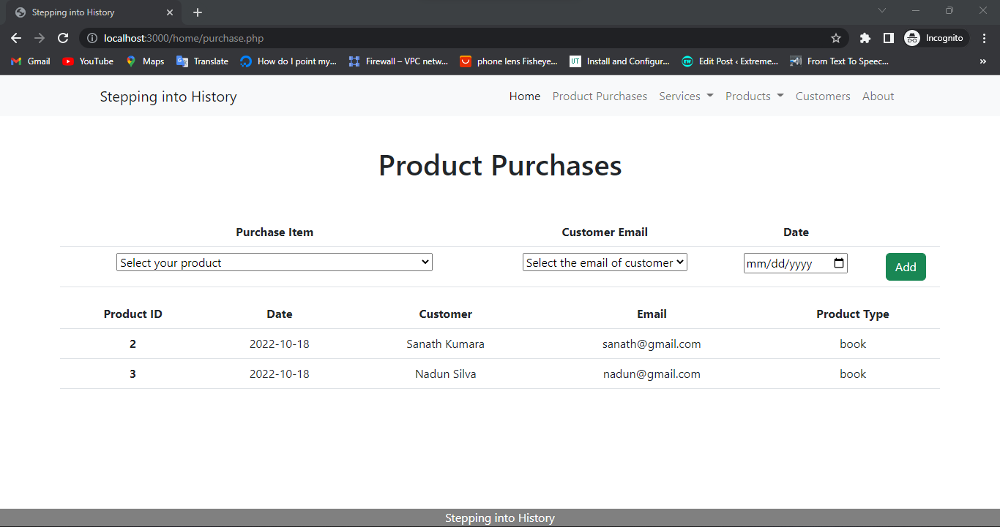 Stepping into History
localhost:3000/home/purchase.php
Incognito
Gmail YouTube Maps Translate How do I point my... Firewall – VPC netw... phone lens Fisheye... UT Install and Configur... EW Edit Post ‹ Extreme... From Text To Speec... »
Stepping into History Home Product Purchases Services Products Customers About
Product Purchases
Purchase Item Customer Email Date
Select your product Select the email of customer mm/dd/yyyy Add
Product ID Date Customer Email Product Type
2 2022-10-18 Sanath Kumara sanath@gmail.com book
3 2022-10-18 Nadun Silva nadun@gmail.com book
Stepping into History